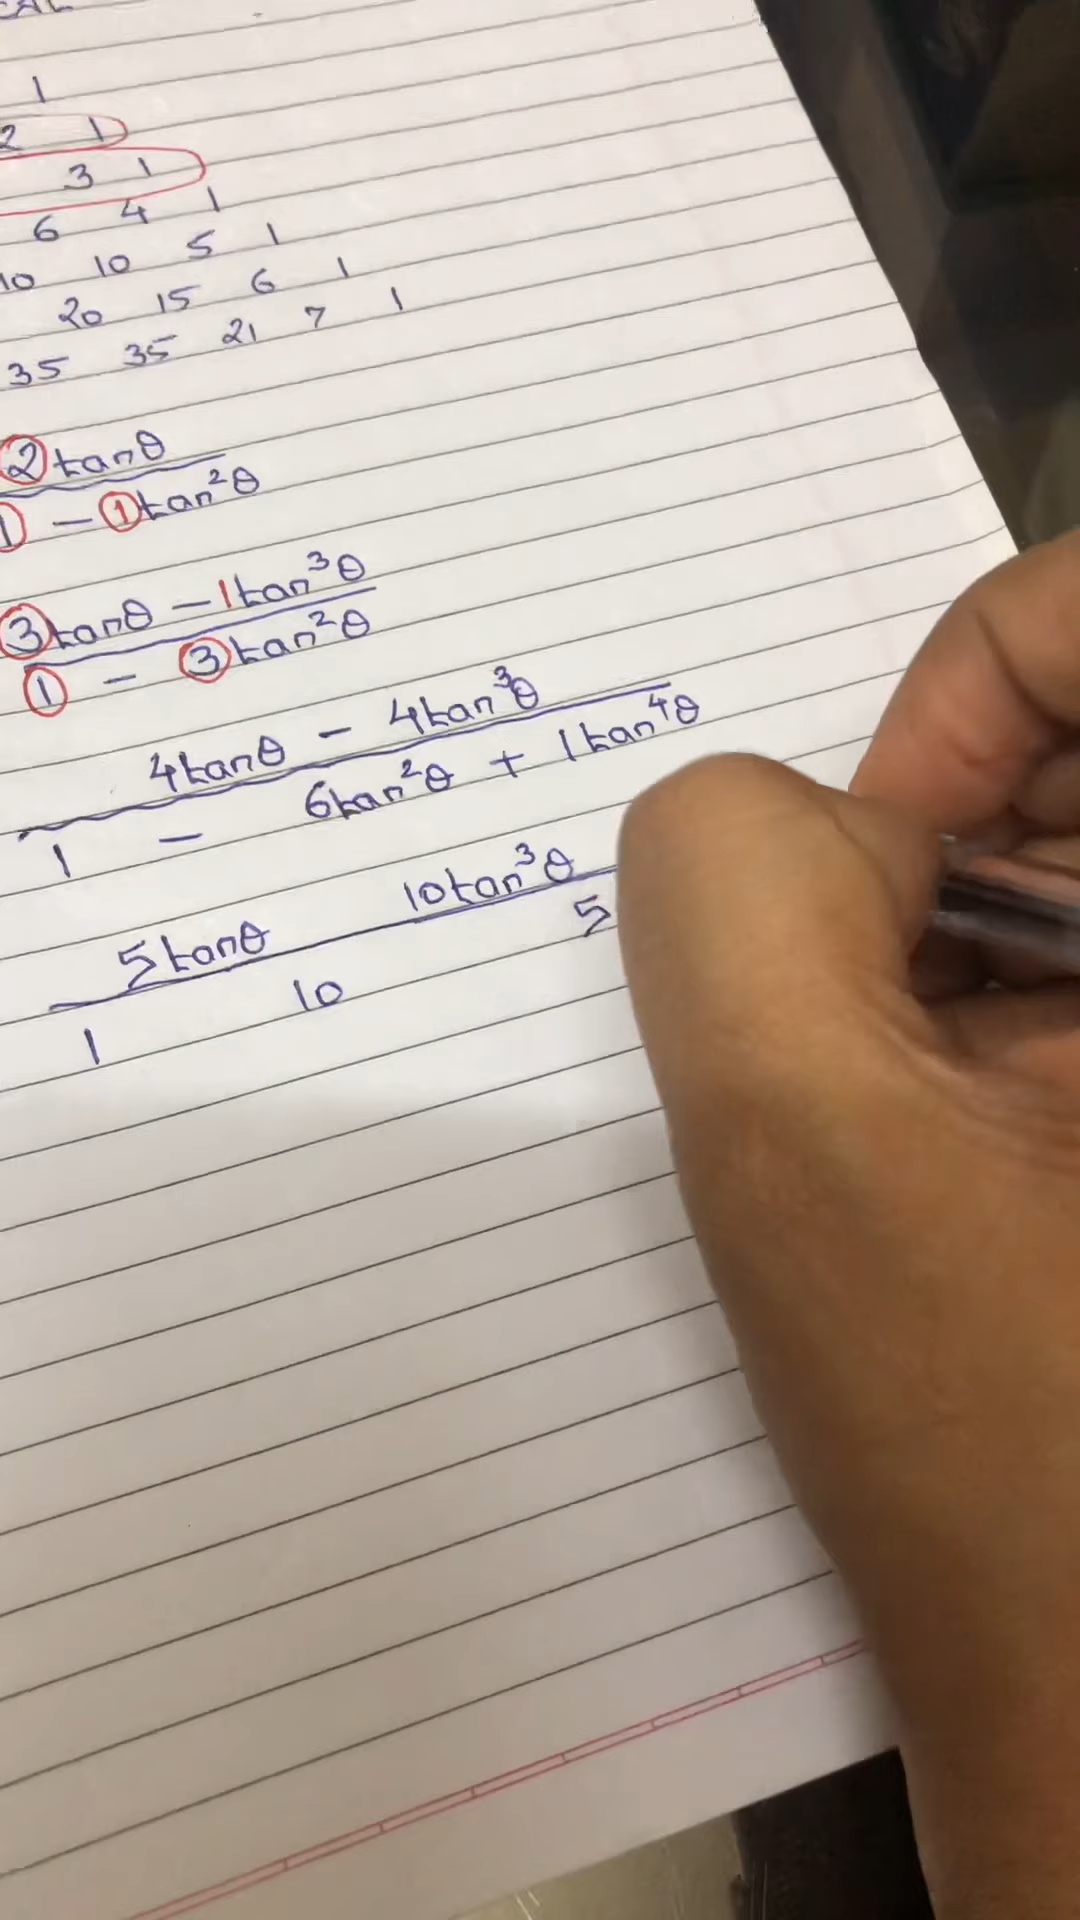 1
2 1
3 1
6 4 1
10 10 5 1
20 15 6 1
35 35 21 7 1
2tanθ
1 - 1tan²θ
3tanθ - 1tan³θ
1 - 3tan²θ
4tanθ - 4tan³θ
1 - 6tan²θ + 1tan⁴θ
5tanθ 10tan³θ
1 10 5